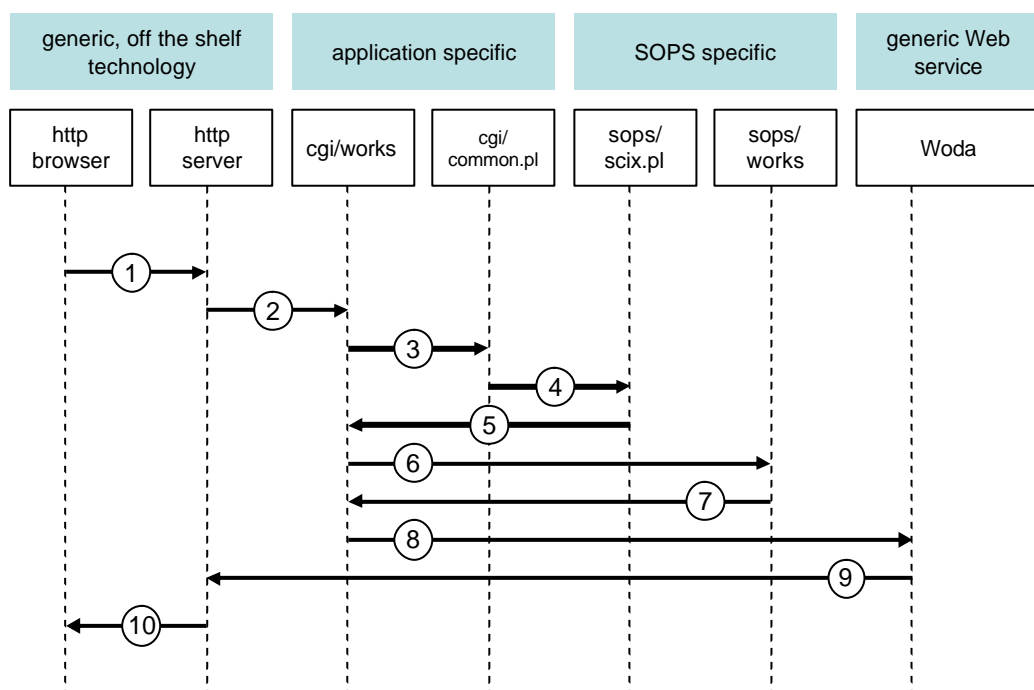 generic, off the shelf
technology
application specific
SOPS specific
generic Web
service
http
browser
http
server
cgi/works
cgi/
common.pl
sops/
scix.pl
sops/
works
Woda
1
2
3
4
5
6
7
8
9
10